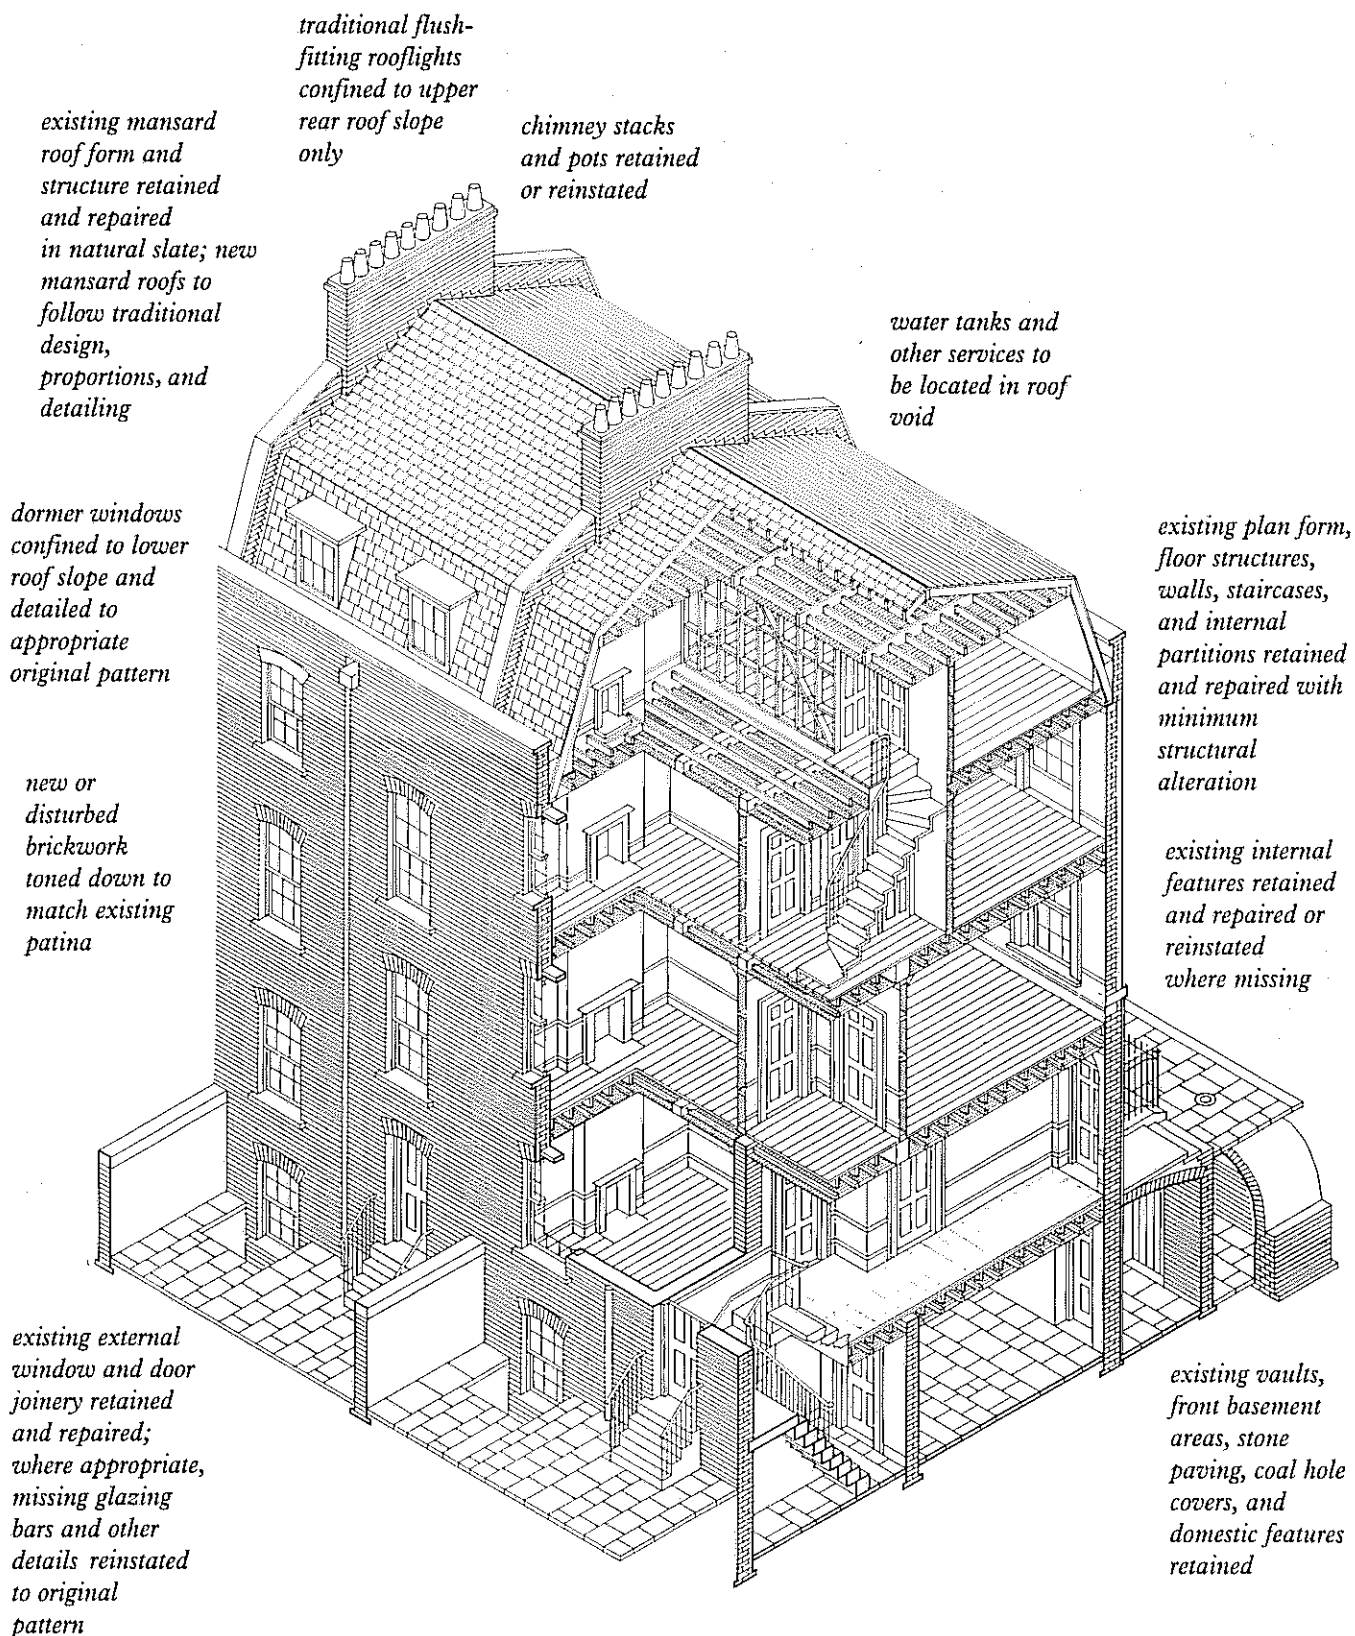 traditional flush-
fitting rooflights
confined to upper
rear roof slope
only
existing mansard
roof form and
structure retained
and repaired
in natural slate; new
mansard roofs to
follow traditional
design,
proportions, and
detailing
chimney stacks
and pots retained
or reinstated
water tanks and
other services to
be located in roof
void
dormer windows
confined to lower
roof slope and
detailed to
appropriate
original pattern
existing plan form,
floor structures,
walls, staircases,
and internal
partitions retained
and repaired with
minimum
structural
alteration
new or
disturbed
brickwork
toned down to
match existing
patina
existing internal
features retained
and repaired or
reinstated
where missing
existing external
window and door
joinery retained
and repaired;
where appropriate,
missing glazing
bars and other
details reinstated
to original
pattern
existing vaults,
front basement
areas, stone
paving, coal hole
covers, and
domestic features
retained